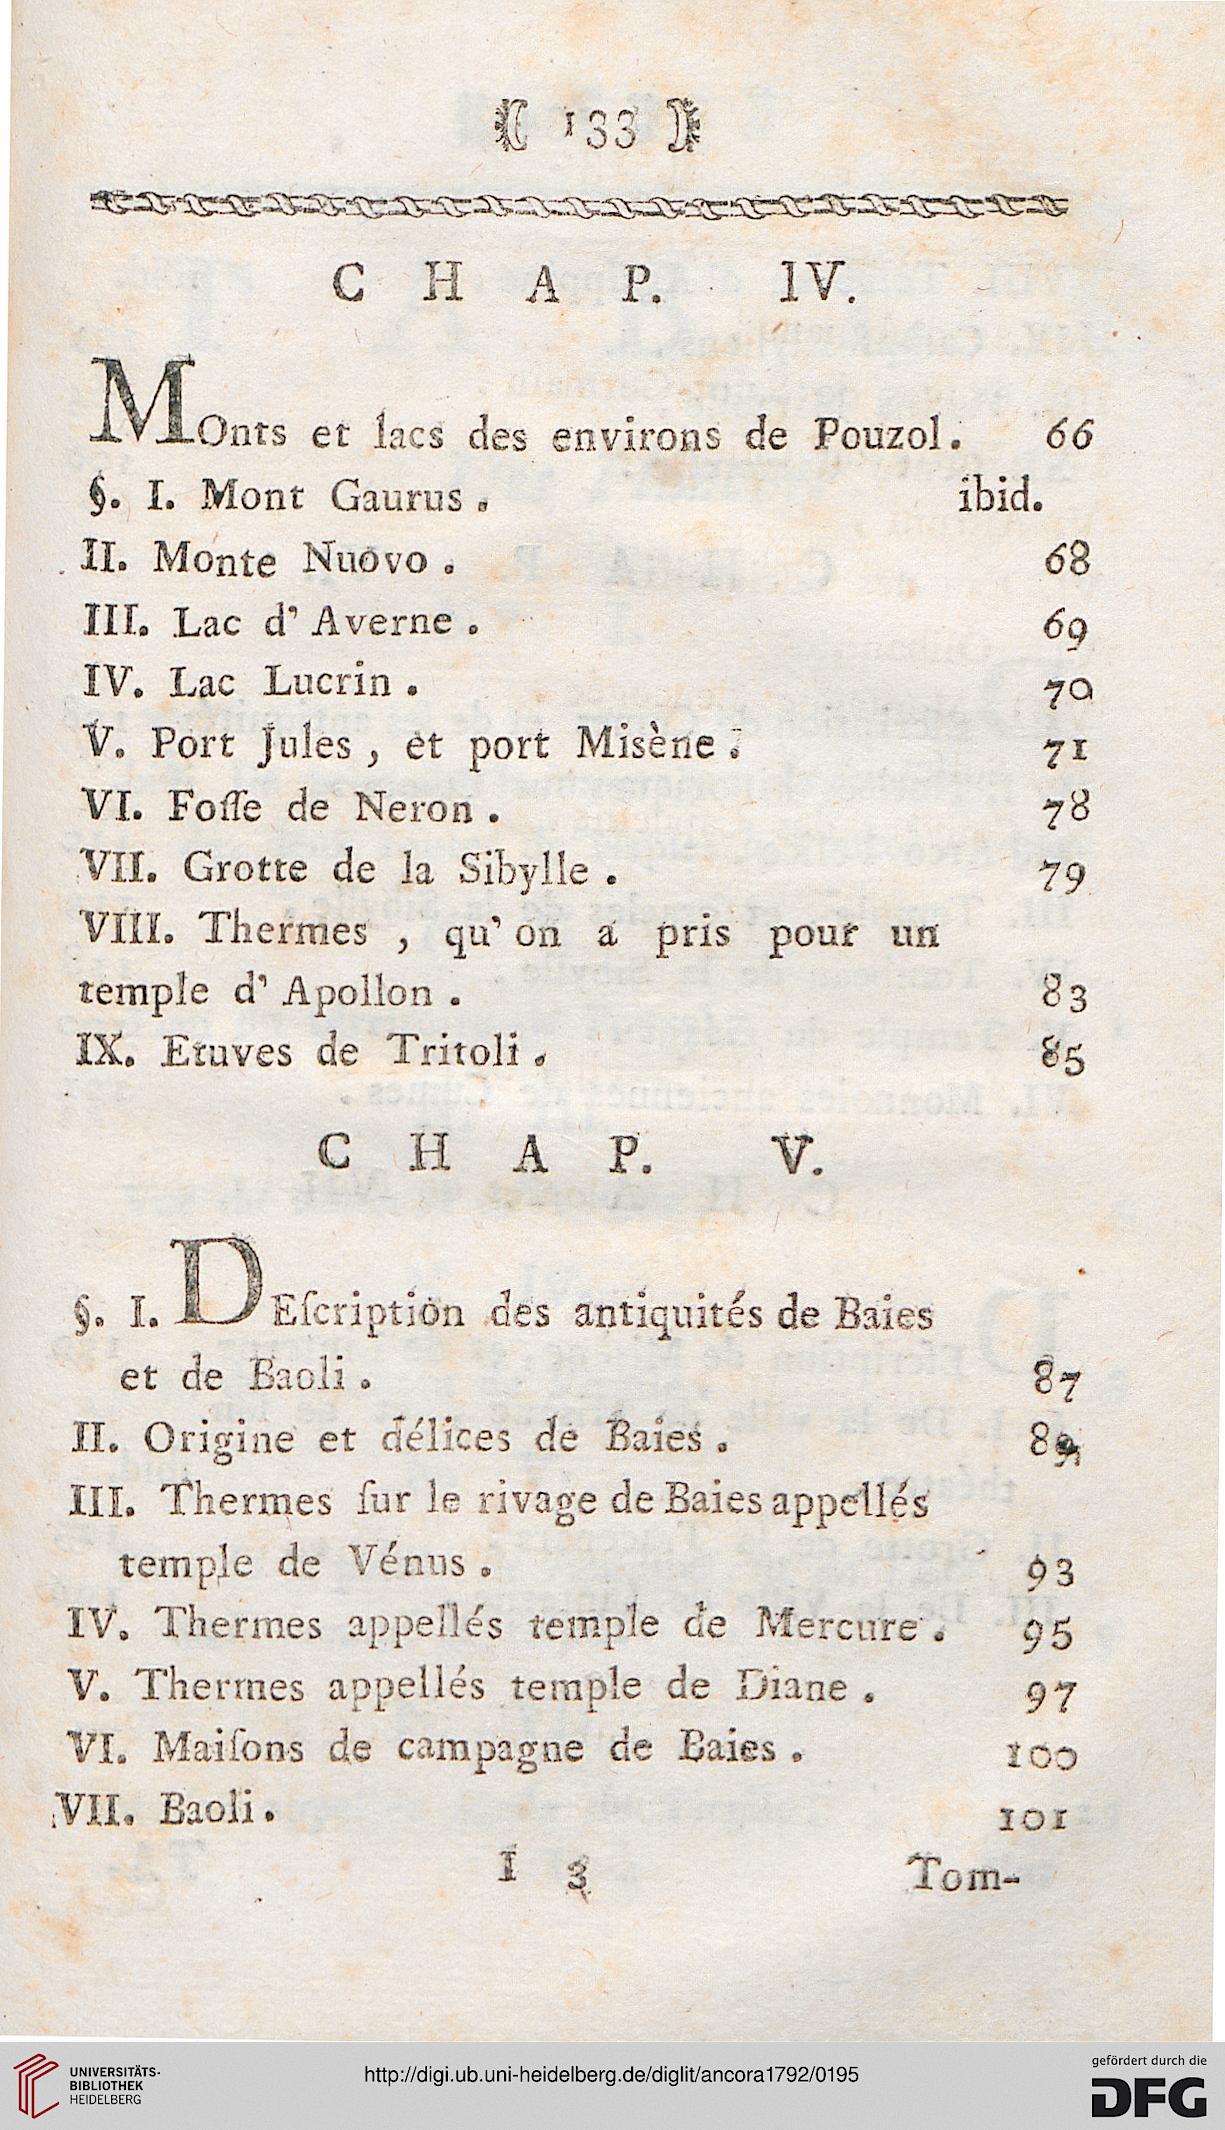 133
CHAP. IV.
MOnts et lacs des environs de Pouzol. 66
§. I. Mont Gaurus. ibid.
II. Monte Nuovo. 68
III. Lac d' Averne. 69
IV. Lac Lucrin. 70
V. Port Jules, et port Misène. 71
VI. Foſſe de Neron. 78
VII. Grotte de la Sibylle. 79
VIII. Thermes, qu' on a pris pour un
temple d' Apollon. 83
IX. Etuves de Tritoli. 85
CHAP. V.
§. I. DEſcription des antiquités de Baies
et de Baoli. 87
II. Origine et délices de Baies. 89
III. Thermes ſur le rivage de Baies appellés
temple de Vénus. 93
IV. Thermes appellés temple de Mercure. 95
V. Thermes appellés temple de Diane. 97
VI. Maiſons de campagne de Baies. 100
VII. Baoli. 101
I 3 Tom-
UNIVERSITÄTS-
BIBLIOTHEK
HEIDELBERG
http://digi.ub.uni-heidelberg.de/diglit/ancora1792/0195
gefördert durch die
DFG